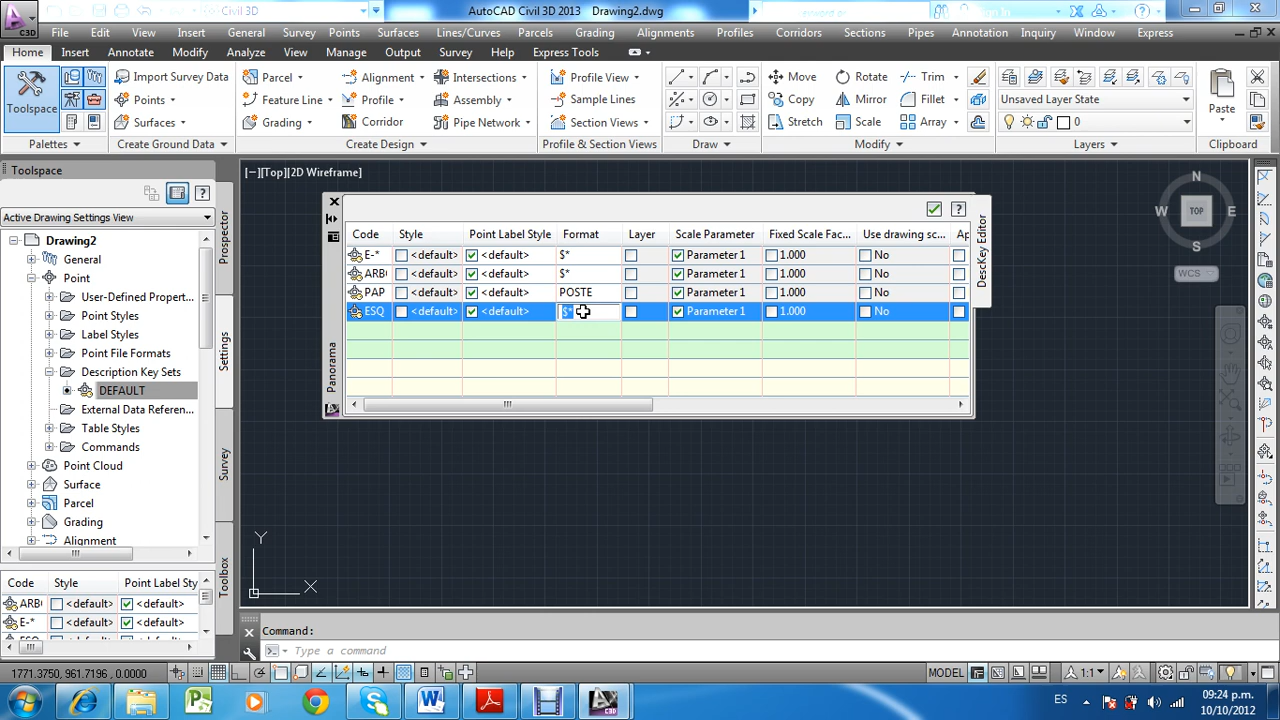 Civil 3D
AutoCAD Civil 3D 2013 Drawing2.dwg
C3D
File Edit View Insert General Survey Points Surfaces Lines/Curves Parcels Grading Alignments Profiles Corridors Sections Pipes Annotation Inquiry Window Express
Home Insert Annotate Modify Analyze View Manage Output Survey Help Express Tools
Toolspace
Import Survey Data
Points
Surfaces
Parcel
Feature Line
Grading
Alignment
Profile
Corridor
Intersections
Assembly
Pipe Network
Profile View
Sample Lines
Section Views
Move Rotate Trim
Copy Mirror Fillet
Stretch Scale Array
Unsaved Layer State
0
Paste
Palettes Create Ground Data Create Design Profile & Section Views Draw Modify Layers Clipboard
Toolspace
Active Drawing Settings View
Drawing2
General
Point
User-Defined Propert...
Point Styles
Label Styles
Point File Formats
Description Key Sets
DEFAULT
External Data Referen...
Table Styles
Commands
Point Cloud
Surface
Parcel
Grading
Alignment
Prospector
Settings
Survey
Toolbox
Code Style Point Label Sty
ARB <default> <default>
E-* <default> <default>
[−][Top][2D Wireframe]
Panorama
DescKey Editor
Code Style Point Label Style Format Layer Scale Parameter Fixed Scale Fac... Use drawing sc... Ap
E-* <default> <default> $* Parameter 1 1.000 No
ARB <default> <default> $* Parameter 1 1.000 No
PAP <default> <default> POSTE Parameter 1 1.000 No
ESQ <default> <default> $* Parameter 1 1.000 No
N
W TOP E
S
WCS
Y
X
Command:
Type a command
1771.3750, 961.7196 , 0.0000
MODEL
1:1
ES
09:24 p.m.
10/10/2012